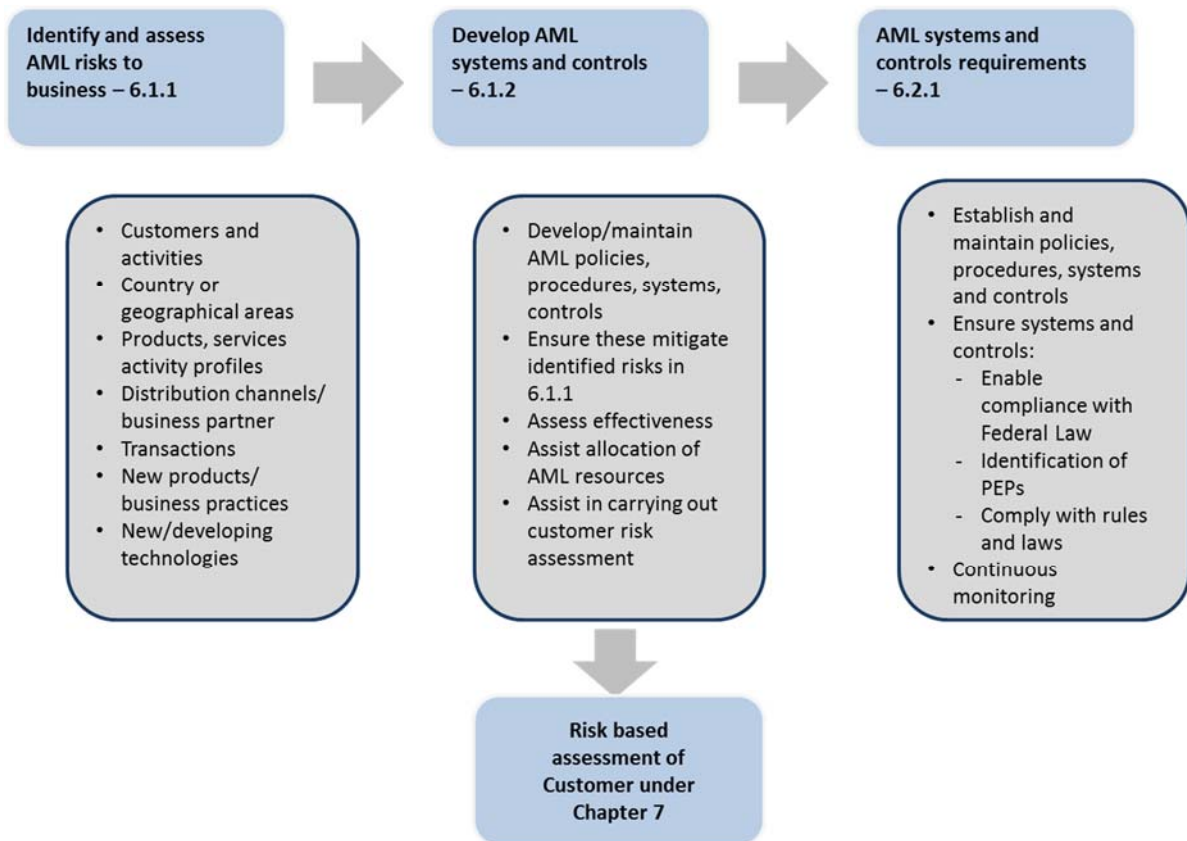 Identify and assess
AML risks to
business – 6.1.1
Develop AML
systems and controls
– 6.1.2
AML systems and
controls requirements
– 6.2.1
• Customers and
activities
• Country or
geographical areas
• Products, services
activity profiles
• Distribution channels/
business partner
• Transactions
• New products/
business practices
• New/developing
technologies
• Develop/maintain
AML policies,
procedures, systems,
controls
• Ensure these mitigate
identified risks in
6.1.1
• Assess effectiveness
• Assist allocation of
AML resources
• Assist in carrying out
customer risk
assessment
• Establish and
maintain policies,
procedures, systems
and controls
• Ensure systems and
controls:
- Enable
compliance with
Federal Law
- Identification of
PEPs
- Comply with rules
and laws
• Continuous
monitoring
Risk based
assessment of
Customer under
Chapter 7